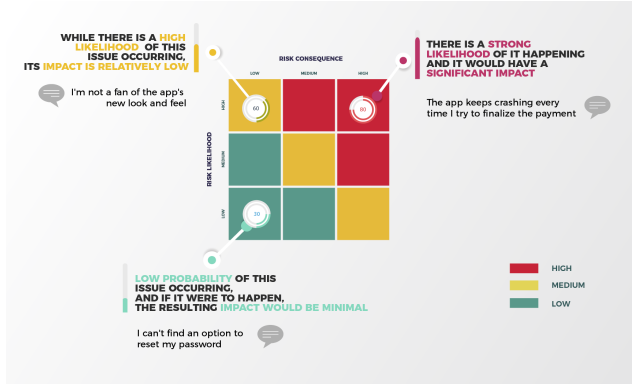 WHILE THERE IS A HIGH
LIKELIHOOD OF THIS
ISSUE OCCURRING,
ITS IMPACT IS RELATIVELY LOW
I'm not a fan of the app's
new look and feel
RISK CONSEQUENCE
LOW
MEDIUM
HIGH
THERE IS A STRONG
LIKELIHOOD OF IT HAPPENING
AND IT WOULD HAVE A
SIGNIFICANT IMPACT
The app keeps crashing every
time I try to finalize the payment
RISK LIKELIHOOD
HIGH
MEDIUM
LOW
60
80
30
LOW PROBABILITY OF THIS
ISSUE OCCURRING,
AND IF IT WERE TO HAPPEN,
THE RESULTING IMPACT WOULD BE MINIMAL
I can't find an option to
reset my password
HIGH
MEDIUM
LOW